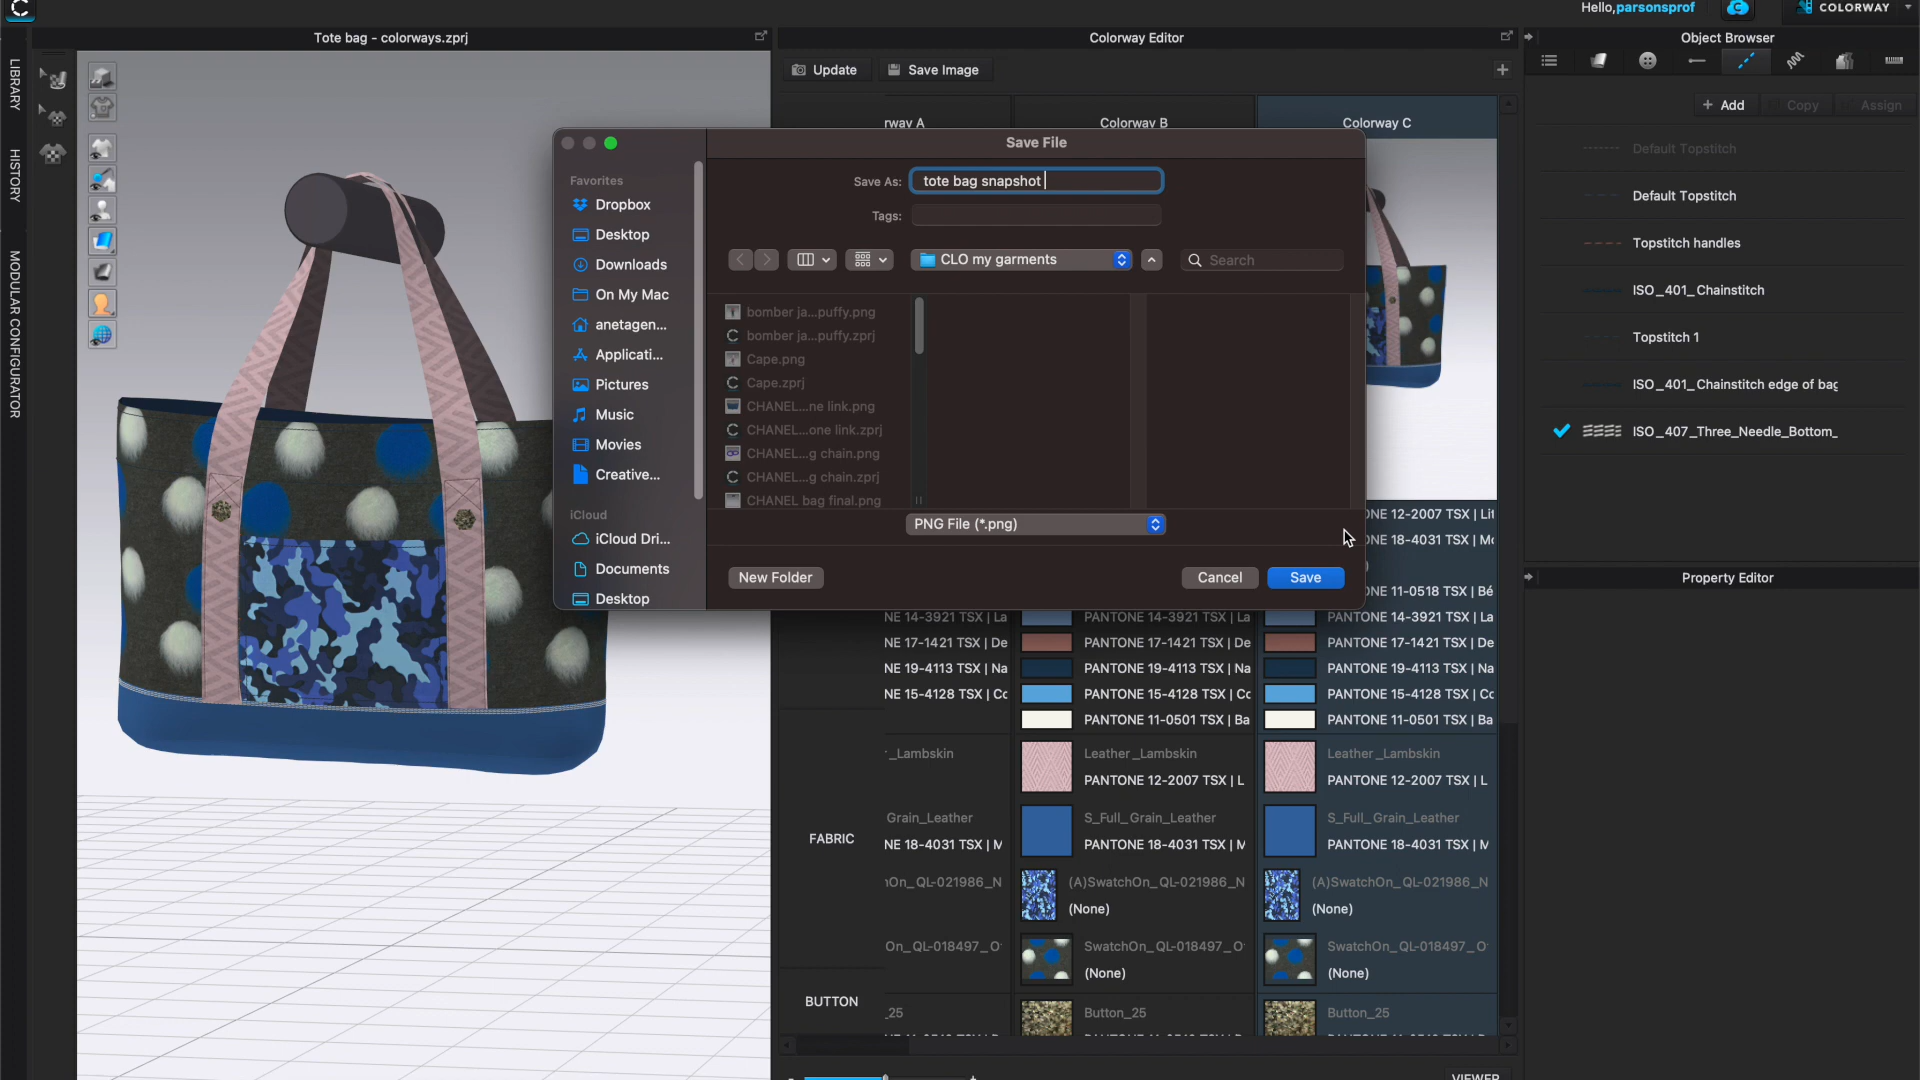 Hello,parsonsprof
COLORWAY
Tote bag - colorways.zprj
Colorway Editor
Object Browser
LIBRARY
HISTORY
MODULAR CONFIGURATOR
Update
Save Image
+ Add
Copy
Assign
rway A
Colorway B
Colorway C
Default Topstitch
Default Topstitch
Topstitch handles
ISO_401_Chainstitch
Topstitch 1
ISO_401_Chainstitch edge of bag
ISO_407_Three_Needle_Bottom_
Property Editor
Save File
Save As:
tote bag snapshot
Tags:
CLO my garments
Search
Favorites
Dropbox
Desktop
Downloads
On My Mac
anetagen...
Applicati...
Pictures
Music
Movies
Creative...
iCloud
iCloud Dri...
Documents
Desktop
bomber ja...puffy.png
bomber ja...puffy.zprj
Cape.png
Cape.zprj
CHANEL...ne link.png
CHANEL...one link.zprj
CHANEL...g chain.png
CHANEL...g chain.zprj
CHANEL bag final.png
PNG File (*.png)
New Folder
Cancel
Save
NE 12-2007 TSX | Lit
NE 18-4031 TSX | Mo
)
NE 11-0518 TSX | Bé
NE 14-3921 TSX | La
PANTONE 14-3921 TSX | La
PANTONE 14-3921 TSX | La
NE 17-1421 TSX | De
PANTONE 17-1421 TSX | De
PANTONE 17-1421 TSX | De
NE 19-4113 TSX | Na
PANTONE 19-4113 TSX | Na
PANTONE 19-4113 TSX | Na
NE 15-4128 TSX | Co
PANTONE 15-4128 TSX | Co
PANTONE 15-4128 TSX | Co
PANTONE 11-0501 TSX | Ba
PANTONE 11-0501 TSX | Ba
FABRIC
_Lambskin
Leather_Lambskin
PANTONE 12-2007 TSX | L
Leather_Lambskin
PANTONE 12-2007 TSX | L
Grain_Leather
NE 18-4031 TSX | M
S_Full_Grain_Leather
PANTONE 18-4031 TSX | M
S_Full_Grain_Leather
PANTONE 18-4031 TSX | M
On_QL-021986_N
(A)SwatchOn_QL-021986_N
(None)
(A)SwatchOn_QL-021986_N
(None)
On_QL-018497_O
SwatchOn_QL-018497_O
(None)
SwatchOn_QL-018497_O
(None)
BUTTON
_25
Button_25
Button_25
VIEWER